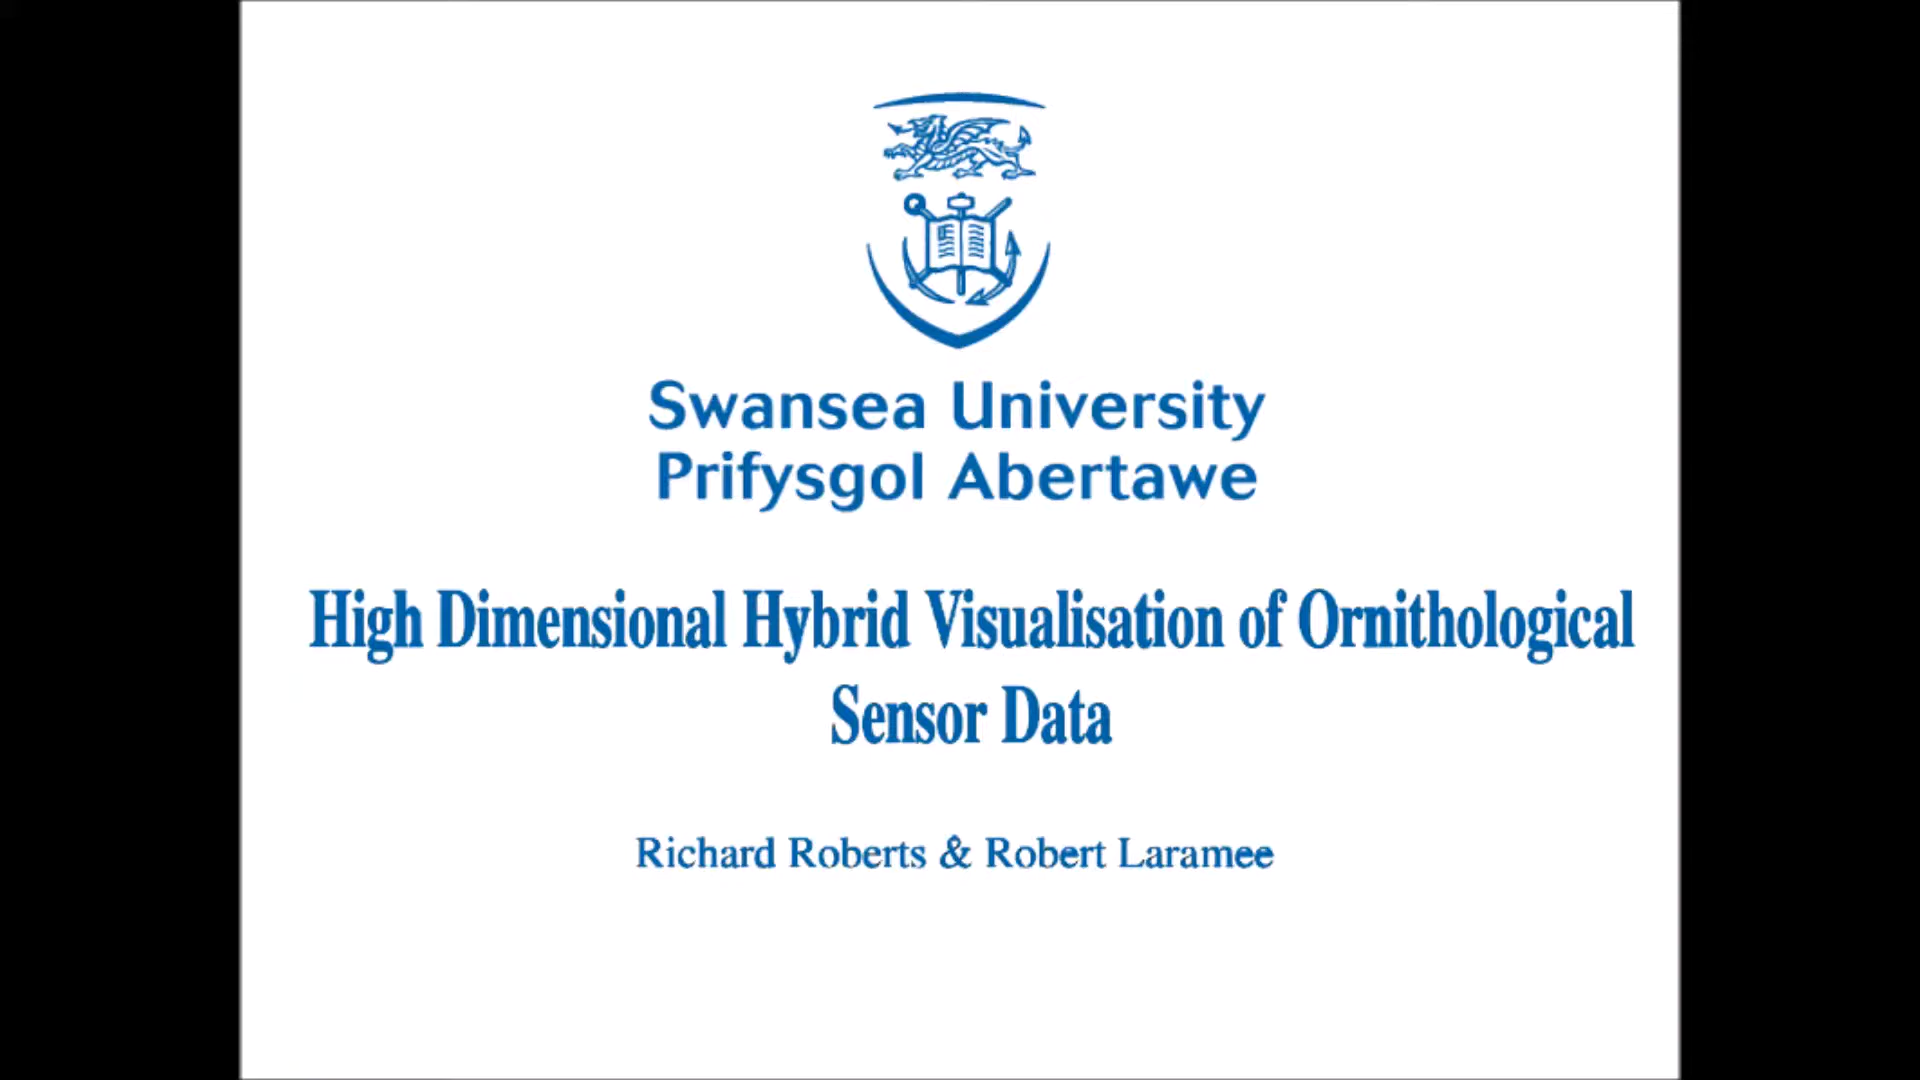 Swansea University
Prifysgol Abertawe
High Dimensional Hybrid Visualisation of Ornithological
Sensor Data
Richard Roberts & Robert Laramee